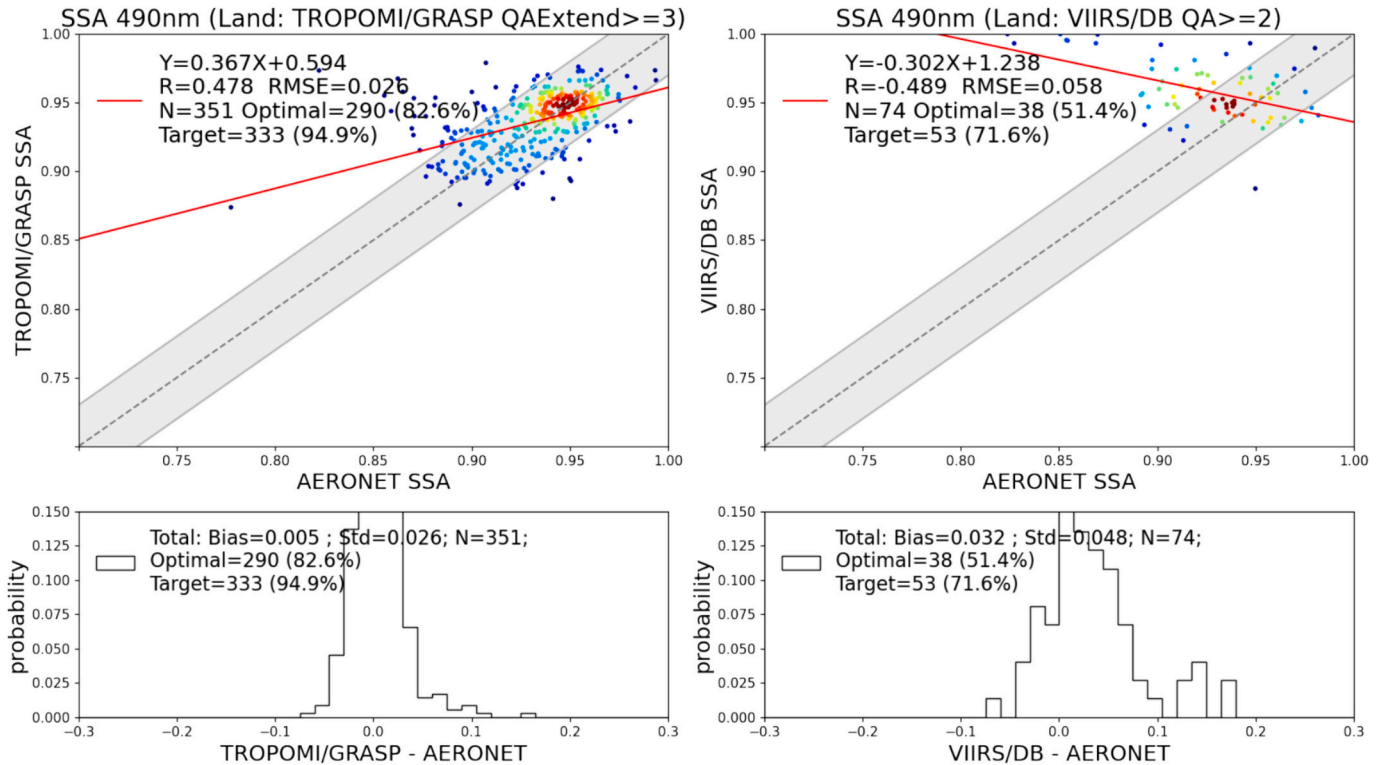 SSA 490nm (Land: TROPOMI/GRASP QAExtend>=3)
1.00
0.95
0.90
0.85
0.80
0.75
TROPOMI/GRASP SSA
Y=0.367X+0.594
R=0.478 RMSE=0.026
N=351 Optimal=290 (82.6%)
Target=333 (94.9%)
0.75 0.80 0.85 0.90 0.95 1.00
AERONET SSA
SSA 490nm (Land: VIIRS/DB QA>=2)
1.00
0.95
0.90
0.85
0.80
0.75
VIIRS/DB SSA
Y=-0.302X+1.238
R=-0.489 RMSE=0.058
N=74 Optimal=38 (51.4%)
Target=53 (71.6%)
0.75 0.80 0.85 0.90 0.95 1.00
AERONET SSA
0.150
0.125
0.100
0.075
0.050
0.025
0.000
probability
Total: Bias=0.005 ; Std=0.026; N=351;
Optimal=290 (82.6%)
Target=333 (94.9%)
−0.3 −0.2 −0.1 0.0 0.1 0.2 0.3
TROPOMI/GRASP - AERONET
0.150
0.125
0.100
0.075
0.050
0.025
0.000
probability
Total: Bias=0.032 ; Std=0.048; N=74;
Optimal=38 (51.4%)
Target=53 (71.6%)
−0.3 −0.2 −0.1 0.0 0.1 0.2 0.3
VIIRS/DB - AERONET